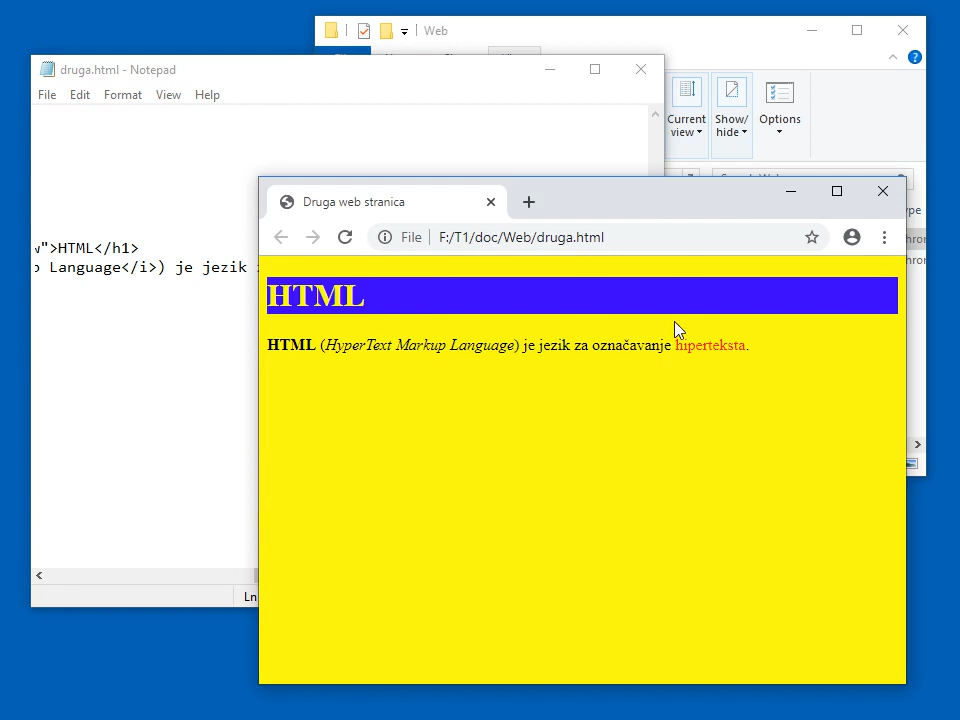 Web
druga.html - Notepad
File Edit Format View Help
Current view
Show/ hide
Options
">HTML</h1>
Language</i>) je jezik
Ln
Druga web stranica
File F:/T1/doc/Web/druga.html
HTML
HTML (HyperText Markup Language) je jezik za označavanje hiperteksta.